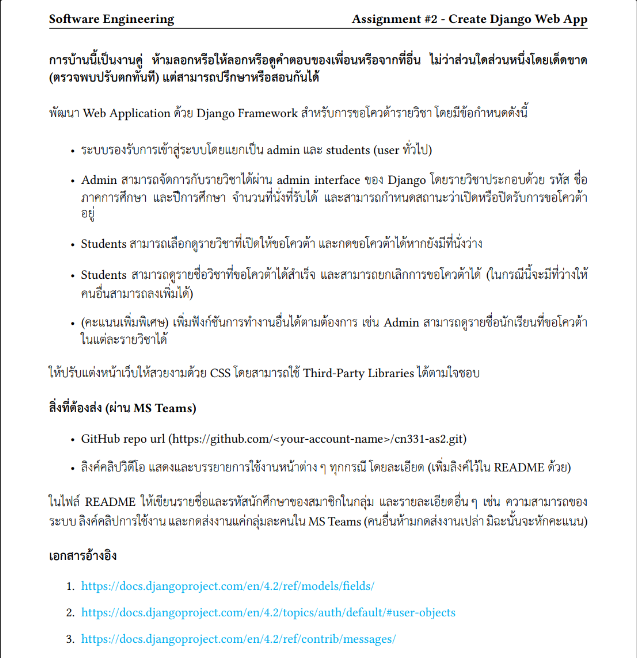 Software Engineering Assignment #2 - Create Django Web App
การบ้านนี้เป็นงานคู่ ห้ามลอกหรือให้ลอกหรือดูคำตอบของเพื่อนหรือจากที่อื่น ไม่ว่าส่วนใดส่วนหนึ่งโดยเด็ดขาด
(ตรวจพบปรับตกทันที) แต่สามารถปรึกษาหรือสอนกันได้
พัฒนา Web Application ด้วย Django Framework สำหรับการขอโควต้ารายวิชา โดยมีข้อกำหนดดังนี้
• ระบบรองรับการเข้าสู่ระบบโดยแยกเป็น admin และ students (user ทั่วไป)
• Admin สามารถจัดการกับรายวิชาได้ผ่าน admin interface ของ Django โดยรายวิชาประกอบด้วย รหัส ชื่อ
ภาคการศึกษา และปีการศึกษา จำนวนที่นั่งที่รับได้ และสามารถกำหนดสถานะว่าเปิดหรือปิดรับการขอโควต้า
อยู่
• Students สามารถเลือกดูรายวิชาที่เปิดให้ขอโควต้า และกดขอโควต้าได้หากยังมีที่นั่งว่าง
• Students สามารถดูรายชื่อวิชาที่ขอโควต้าได้สำเร็จ และสามารถยกเลิกการขอโควต้าได้ (ในกรณีนี้จะมีที่ว่างให้
คนอื่นสามารถลงเพิ่มได้)
• (คะแนนเพิ่มพิเศษ) เพิ่มฟังก์ชันการทำงานอื่นได้ตามต้องการ เช่น Admin สามารถดูรายชื่อนักเรียนที่ขอโควต้า
ในแต่ละรายวิชาได้
ให้ปรับแต่งหน้าเว็บให้สวยงามด้วย CSS โดยสามารถใช้ Third-Party Libraries ได้ตามใจชอบ
สิ่งที่ต้องส่ง (ผ่าน MS Teams)
• GitHub repo url (https://github.com/<your-account-name>/cn331-as2.git)
• ลิงค์คลิปวิดีโอ แสดงและบรรยายการใช้งานหน้าต่าง ๆ ทุกกรณี โดยละเอียด (เพิ่มลิงค์ไว้ใน README ด้วย)
ในไฟล์ README ให้เขียนรายชื่อและรหัสนักศึกษาของสมาชิกในกลุ่ม และรายละเอียดอื่น ๆ เช่น ความสามารถของ
ระบบ ลิงค์คลิปการใช้งาน และกดส่งงานแค่กลุ่มละคนใน MS Teams (คนอื่นห้ามกดส่งงานเปล่า มิฉะนั้นจะหักคะแนน)
เอกสารอ้างอิง
1. https://docs.djangoproject.com/en/4.2/ref/models/fields/
2. https://docs.djangoproject.com/en/4.2/topics/auth/default/#user-objects
3. https://docs.djangoproject.com/en/4.2/ref/contrib/messages/